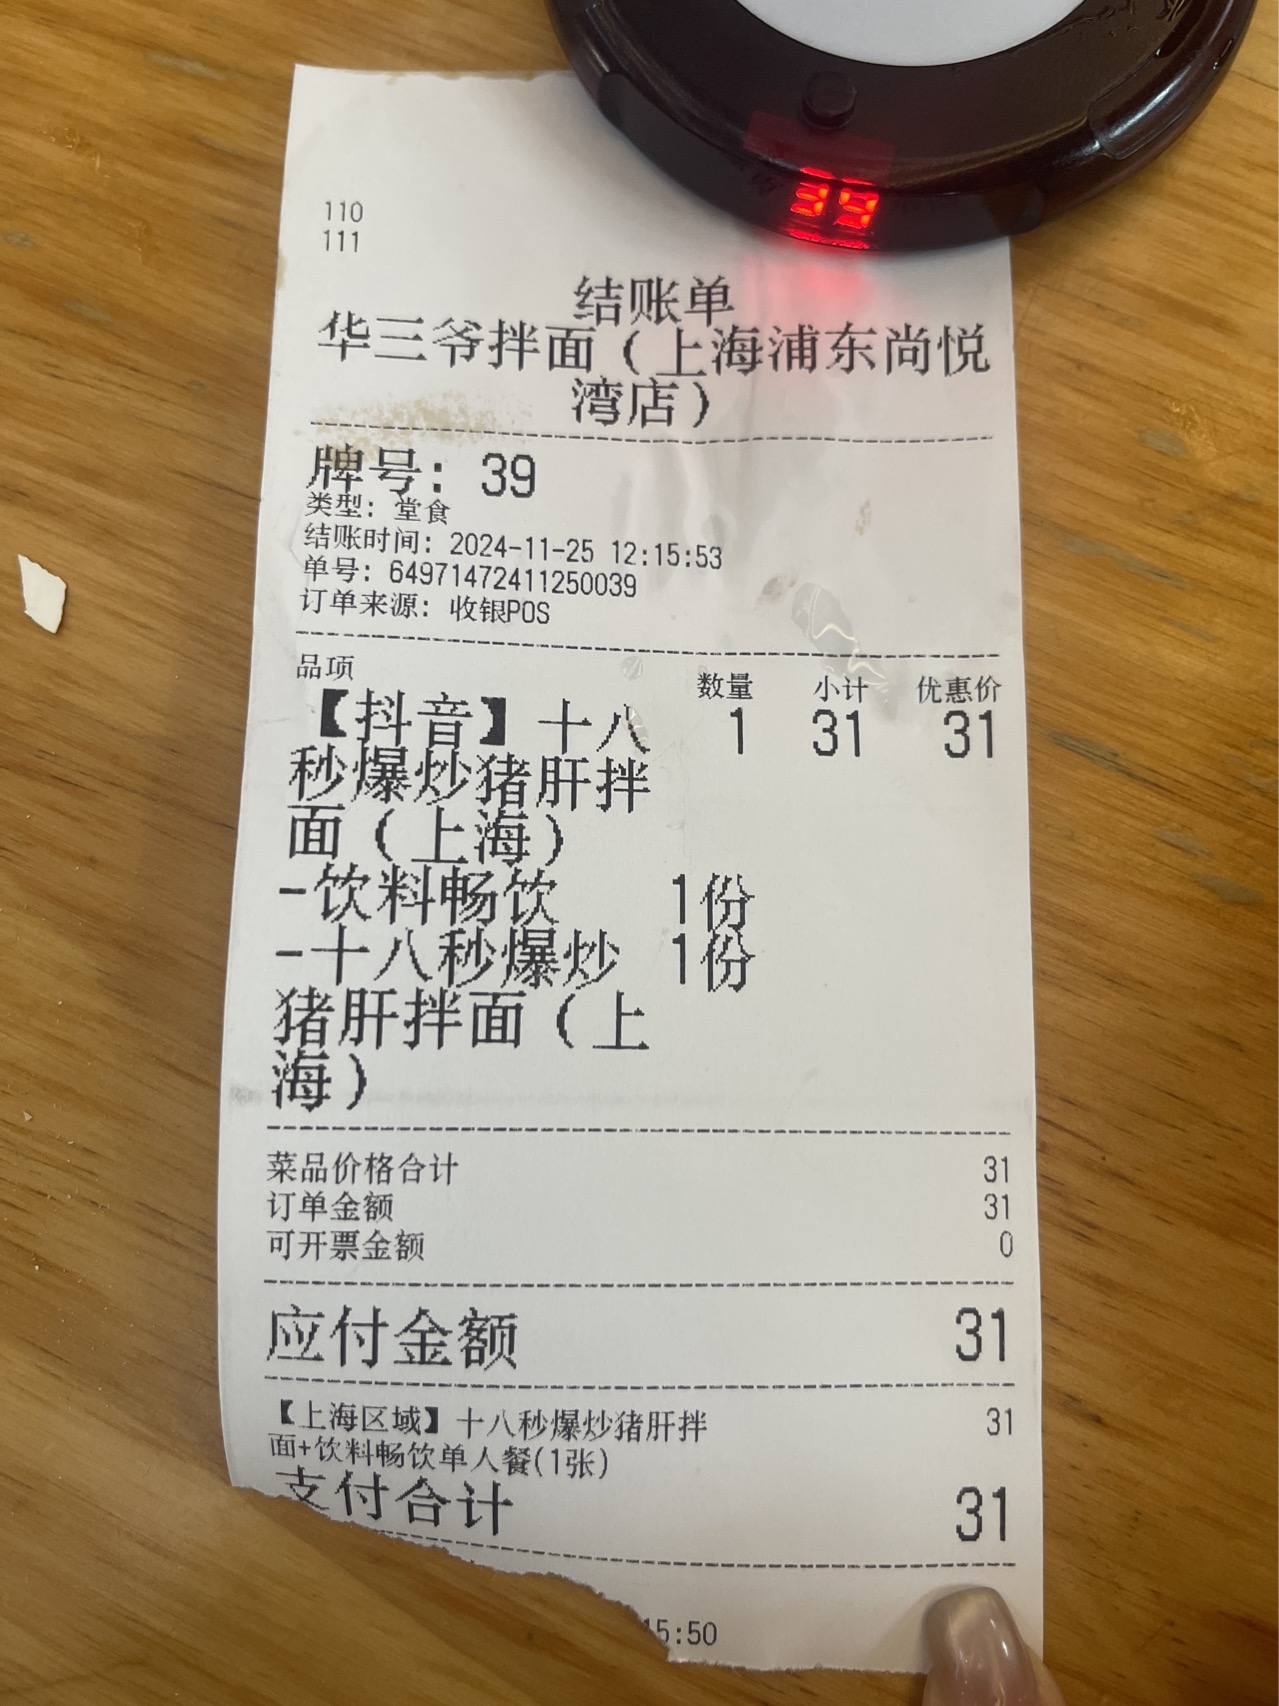 39
110
111
结账单
华三爷拌面（上海浦东尚悦
湾店）
牌号: 39
类型: 堂食
结账时间: 2024-11-25 12:15:53
单号: 64971472411250039
订单来源: 收银POS
品项 数量 小计 优惠价
【抖音】十八 1 31 31
秒爆炒猪肝拌
面（上海）
-饮料畅饮 1份
-十八秒爆炒 1份
猪肝拌面（上
海）
菜品价格合计 31
订单金额 31
可开票金额 0
应付金额 31
【上海区域】十八秒爆炒猪肝拌 31
面+饮料畅饮单人餐(1张)
支付合计 31
15:50